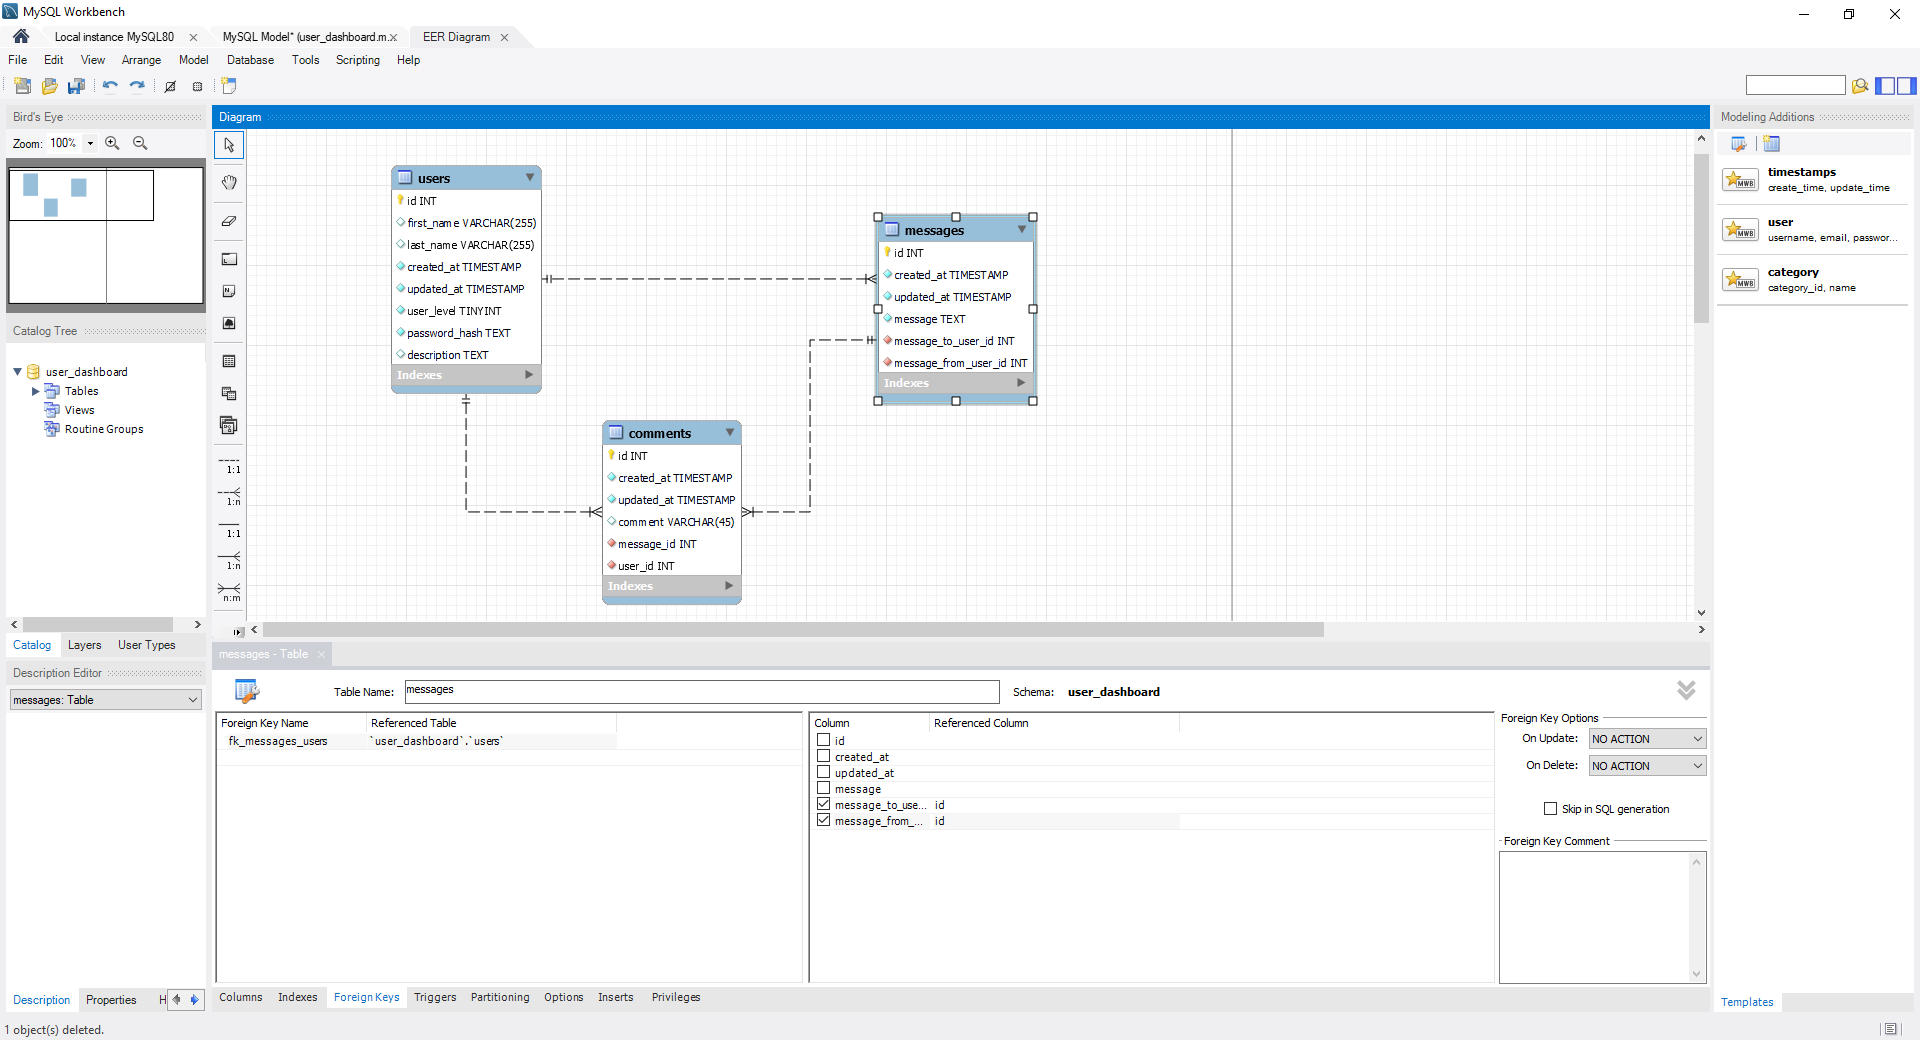 MySQL Workbench
Local instance MySQL80
MySQL Model* (user_dashboard.m...
EER Diagram
File Edit View Arrange Model Database Tools Scripting Help
Bird's Eye
Zoom: 100%
Catalog Tree
user_dashboard
Tables
Views
Routine Groups
Catalog Layers User Types
Description Editor
messages: Table
Description Properties H
1 object(s) deleted.
Diagram
1:1
1:n
1:1
1:n
n:m
users
id INT
first_name VARCHAR(255)
last_name VARCHAR(255)
created_at TIMESTAMP
updated_at TIMESTAMP
user_level TINYINT
password_hash TEXT
description TEXT
Indexes
messages
id INT
created_at TIMESTAMP
updated_at TIMESTAMP
message TEXT
message_to_user_id INT
message_from_user_id INT
Indexes
comments
id INT
created_at TIMESTAMP
updated_at TIMESTAMP
comment VARCHAR(45)
message_id INT
user_id INT
Indexes
messages - Table
Table Name: messages
Schema: user_dashboard
Foreign Key Name Referenced Table
fk_messages_users `user_dashboard`.`users`
Column Referenced Column
id
created_at
updated_at
message
message_to_use... id
message_from_... id
Foreign Key Options
On Update: NO ACTION
On Delete: NO ACTION
Skip in SQL generation
Foreign Key Comment
Columns Indexes Foreign Keys Triggers Partitioning Options Inserts Privileges
Modeling Additions
MWB
timestamps
create_time, update_time
MWB
user
username, email, passwor...
MWB
category
category_id, name
Templates